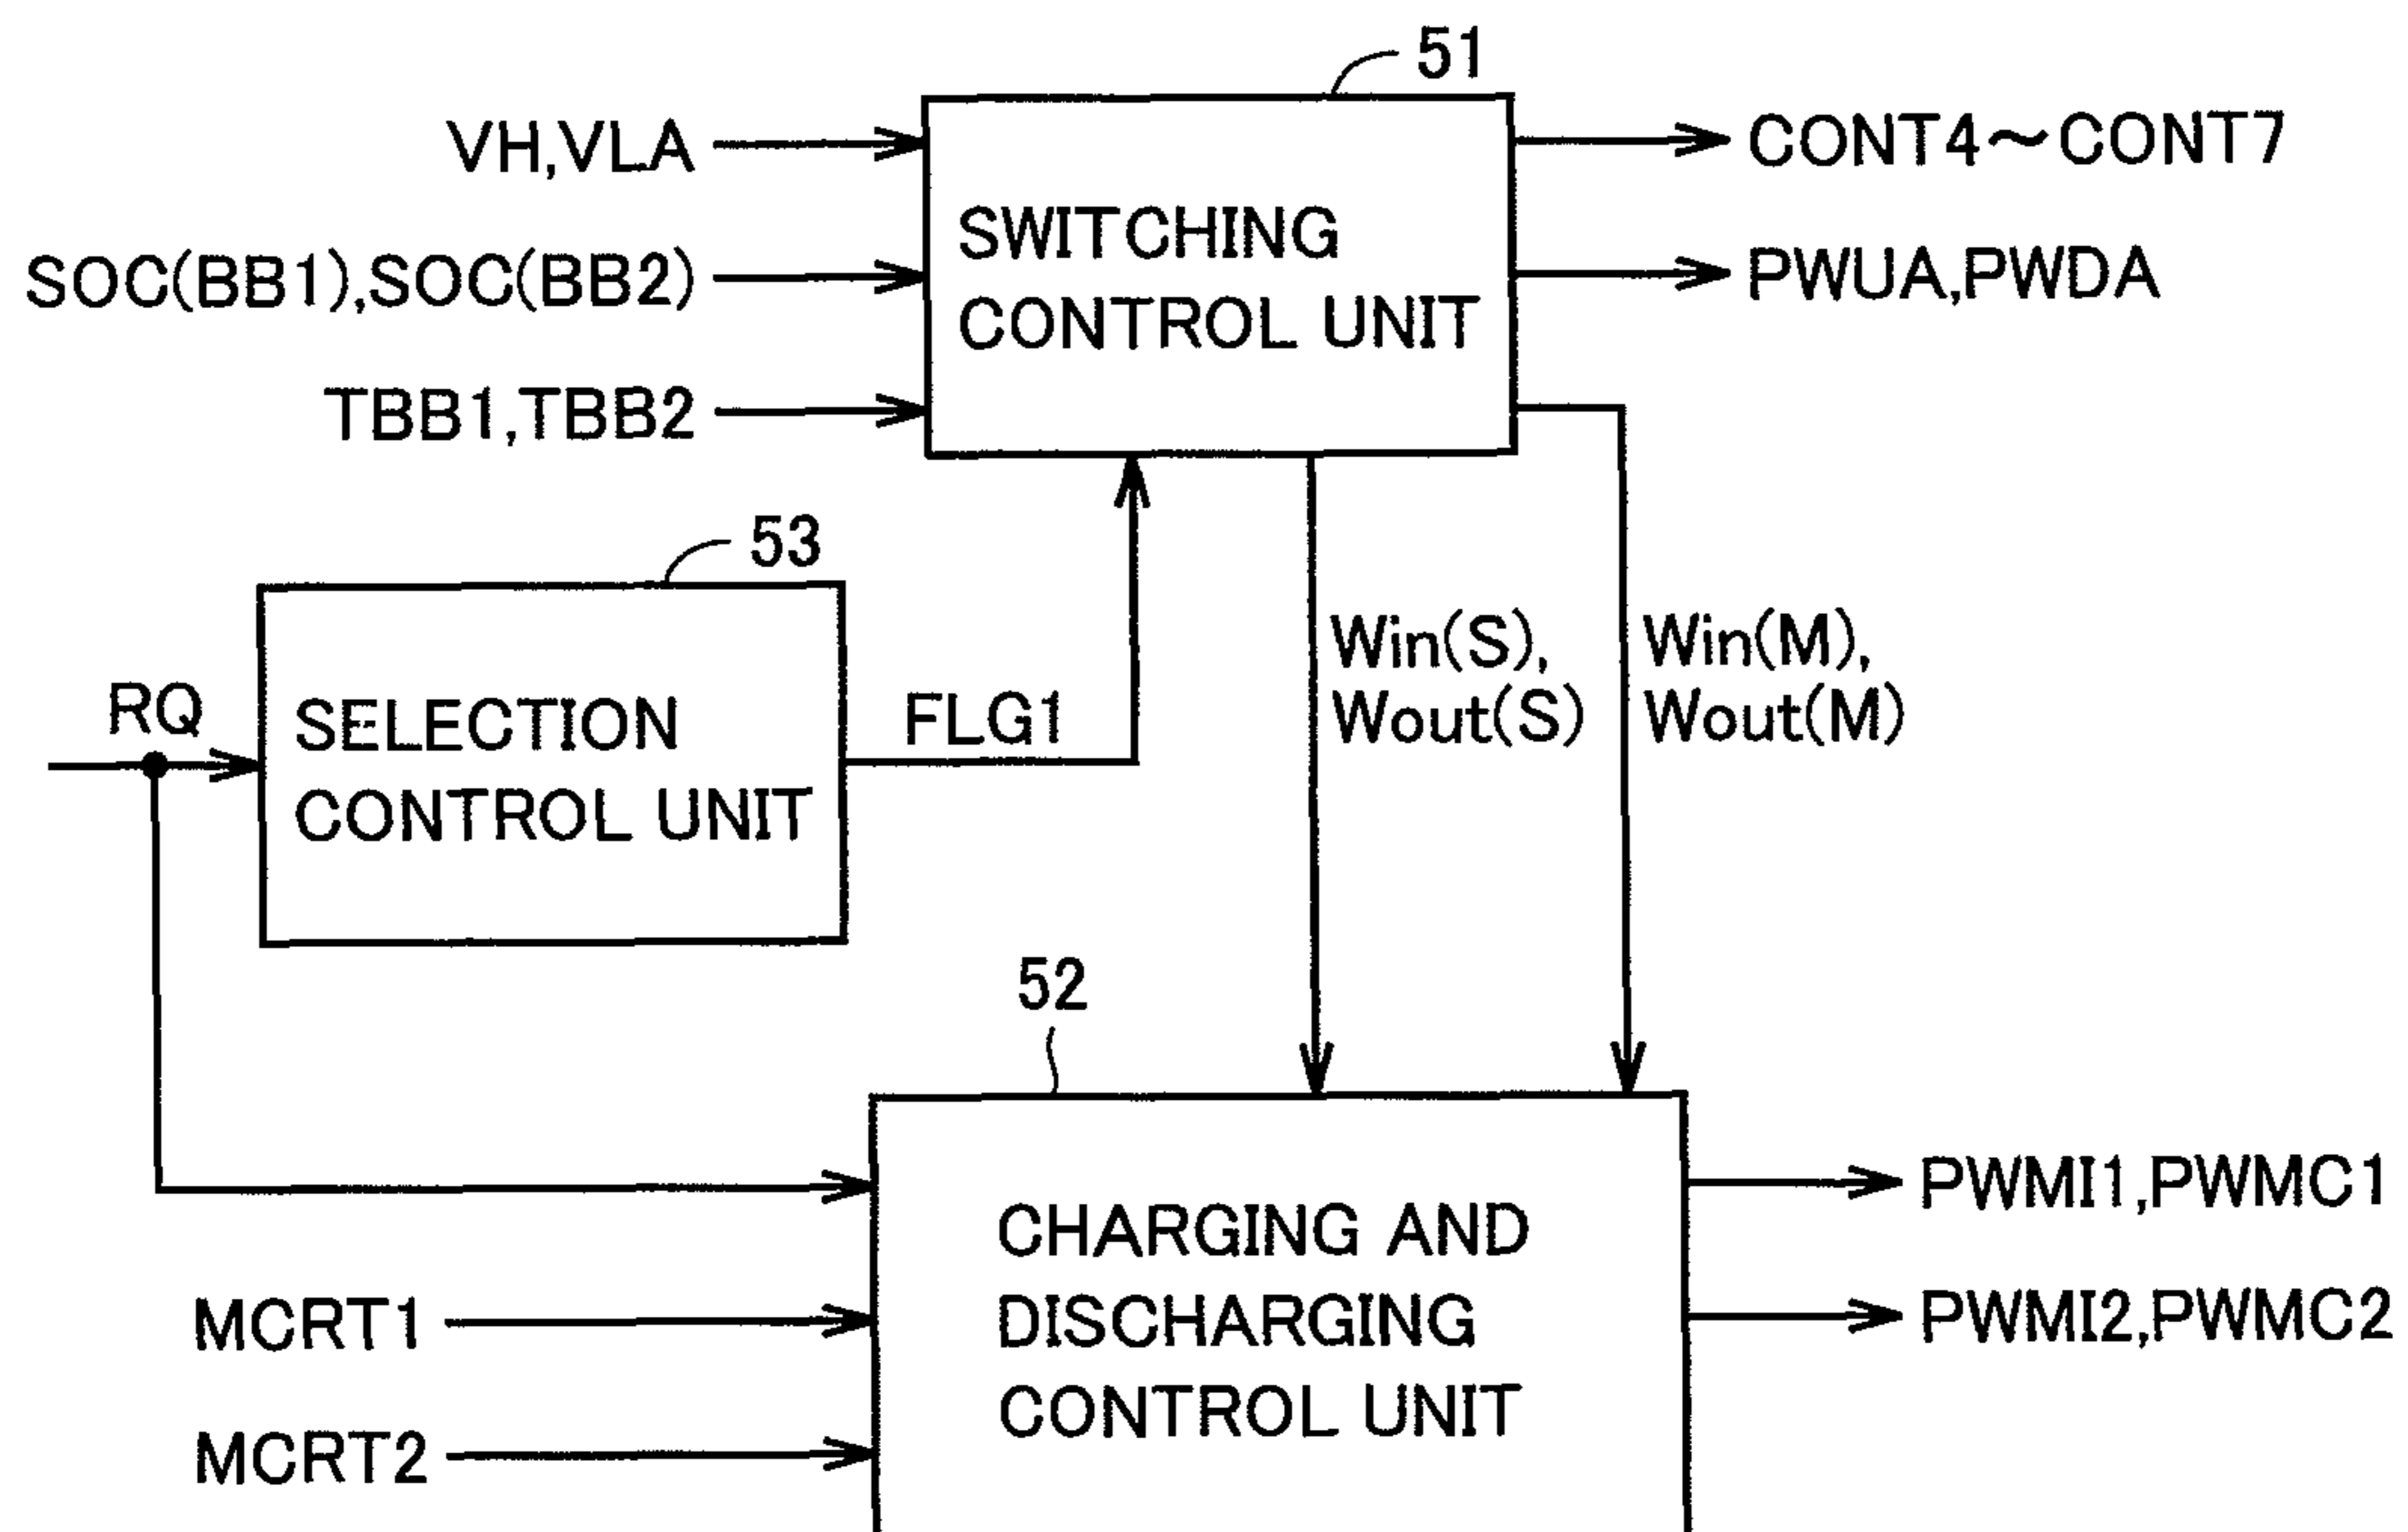 51
VH,VLA
CONT4～CONT7
SWITCHING
CONTROL UNIT
SOC(BB1),SOC(BB2)
PWUA,PWDA
TBB1,TBB2
53
RQ
SELECTION
CONTROL UNIT
FLG1
Win(S),
Wout(S)
Win(M),
Wout(M)
52
CHARGING AND
DISCHARGING
CONTROL UNIT
PWMI1,PWMC1
MCRT1
PWMI2,PWMC2
MCRT2